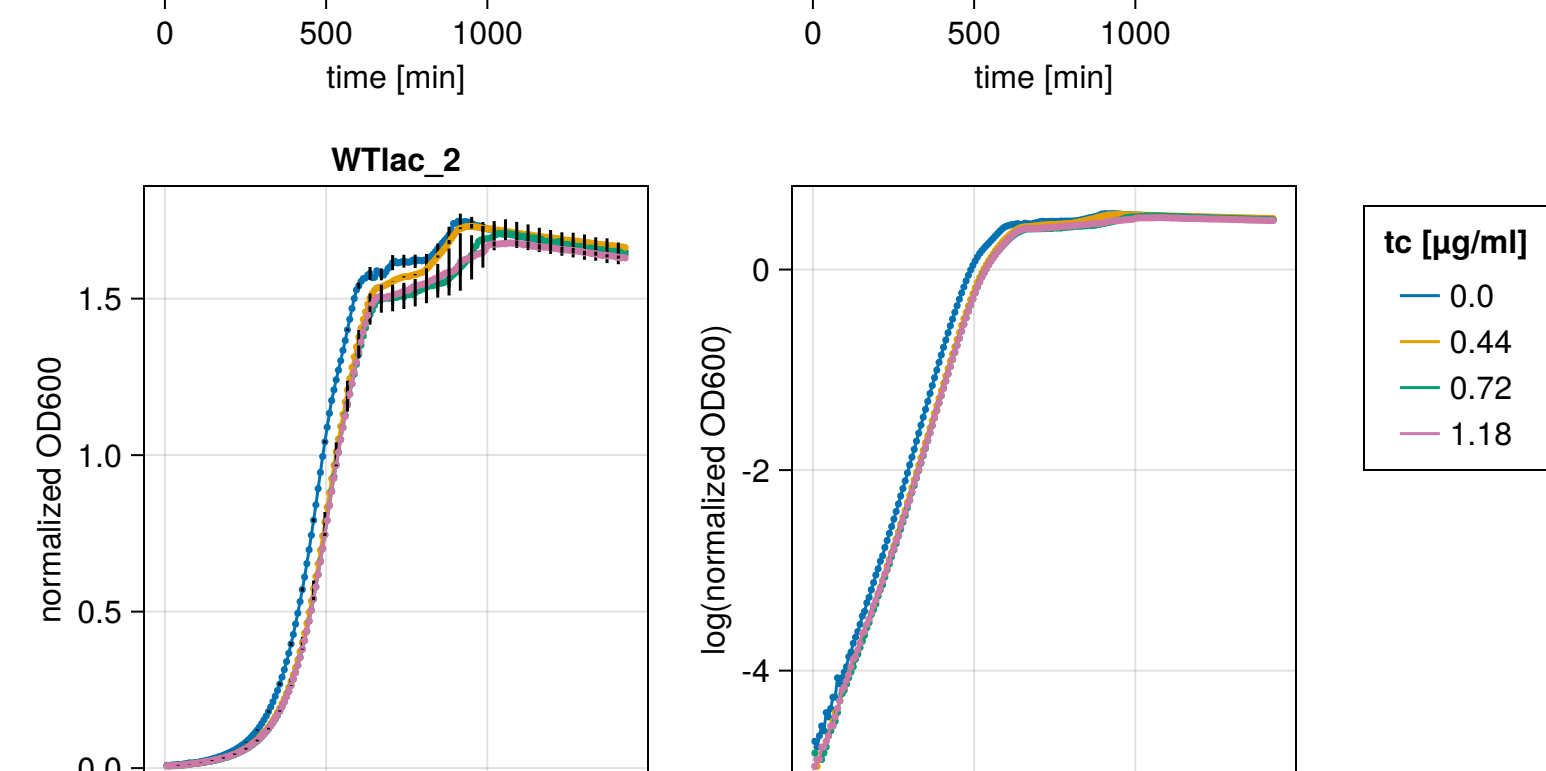 0 500 1000
time [min]
0 500 1000
time [min]
WTlac_2
normalized OD600
1.5
1.0
0.5
0.0
log(normalized OD600)
0
-2
-4
tc [µg/ml]
0.0
0.44
0.72
1.18